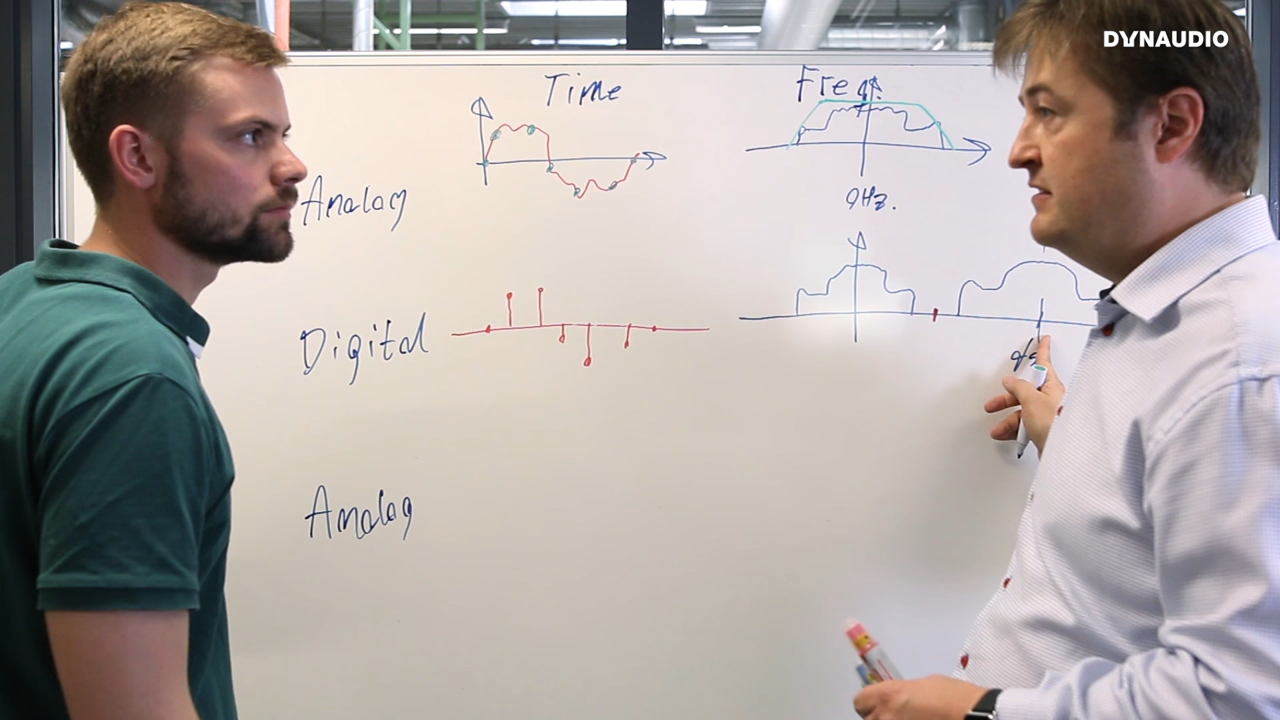 DYNAUDIO
Time
Freq.
Analog
0Hz.
Digital
fs
Analog